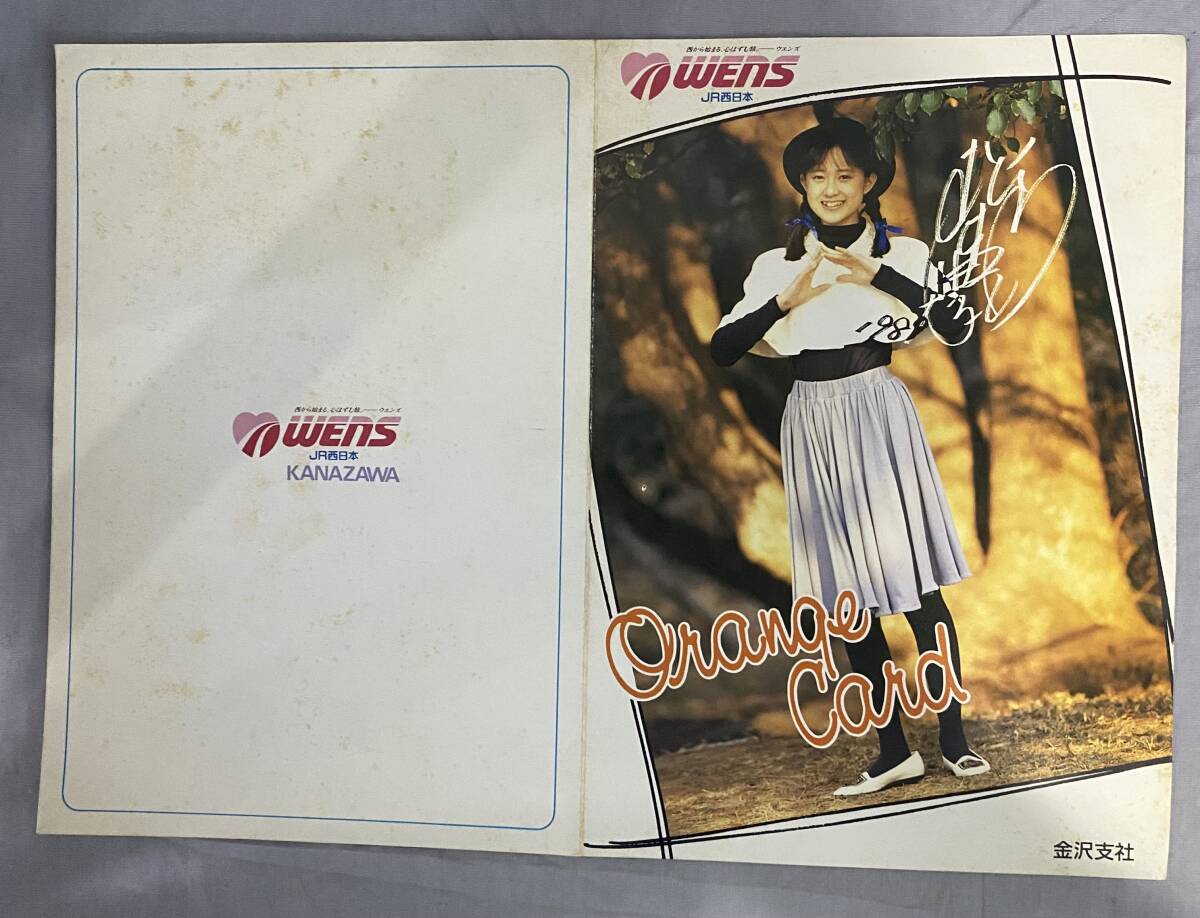 西から始まる、心はずむ旅。――ウエンズ
WENS
JR西日本
KANAZAWA
西から始まる、心はずむ旅。――ウエンズ
WENS
JR西日本
Orange
Card
金沢支社